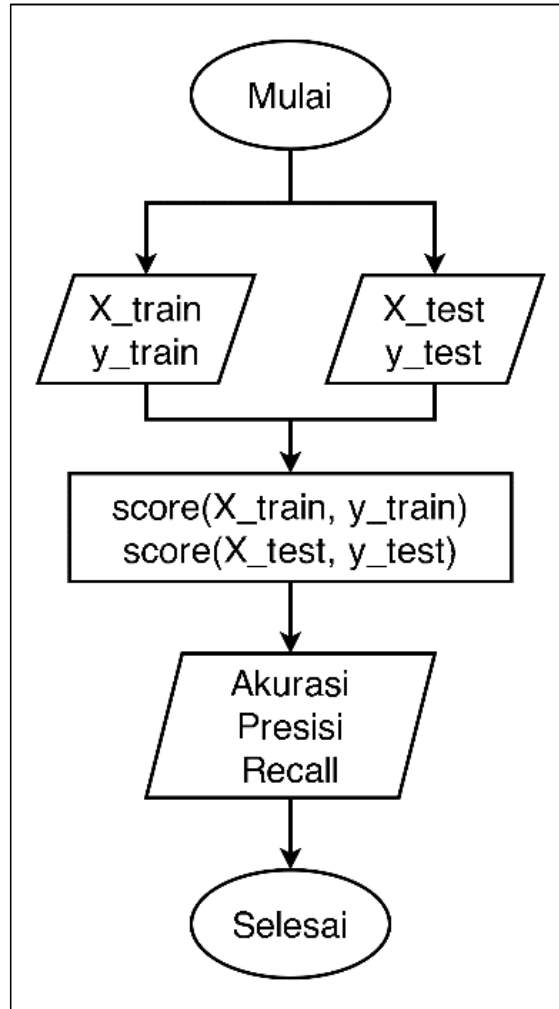 Mulai
X_train
y_train
X_test
y_test
score(X_train, y_train)
score(X_test, y_test)
Akurasi
Presisi
Recall
Selesai